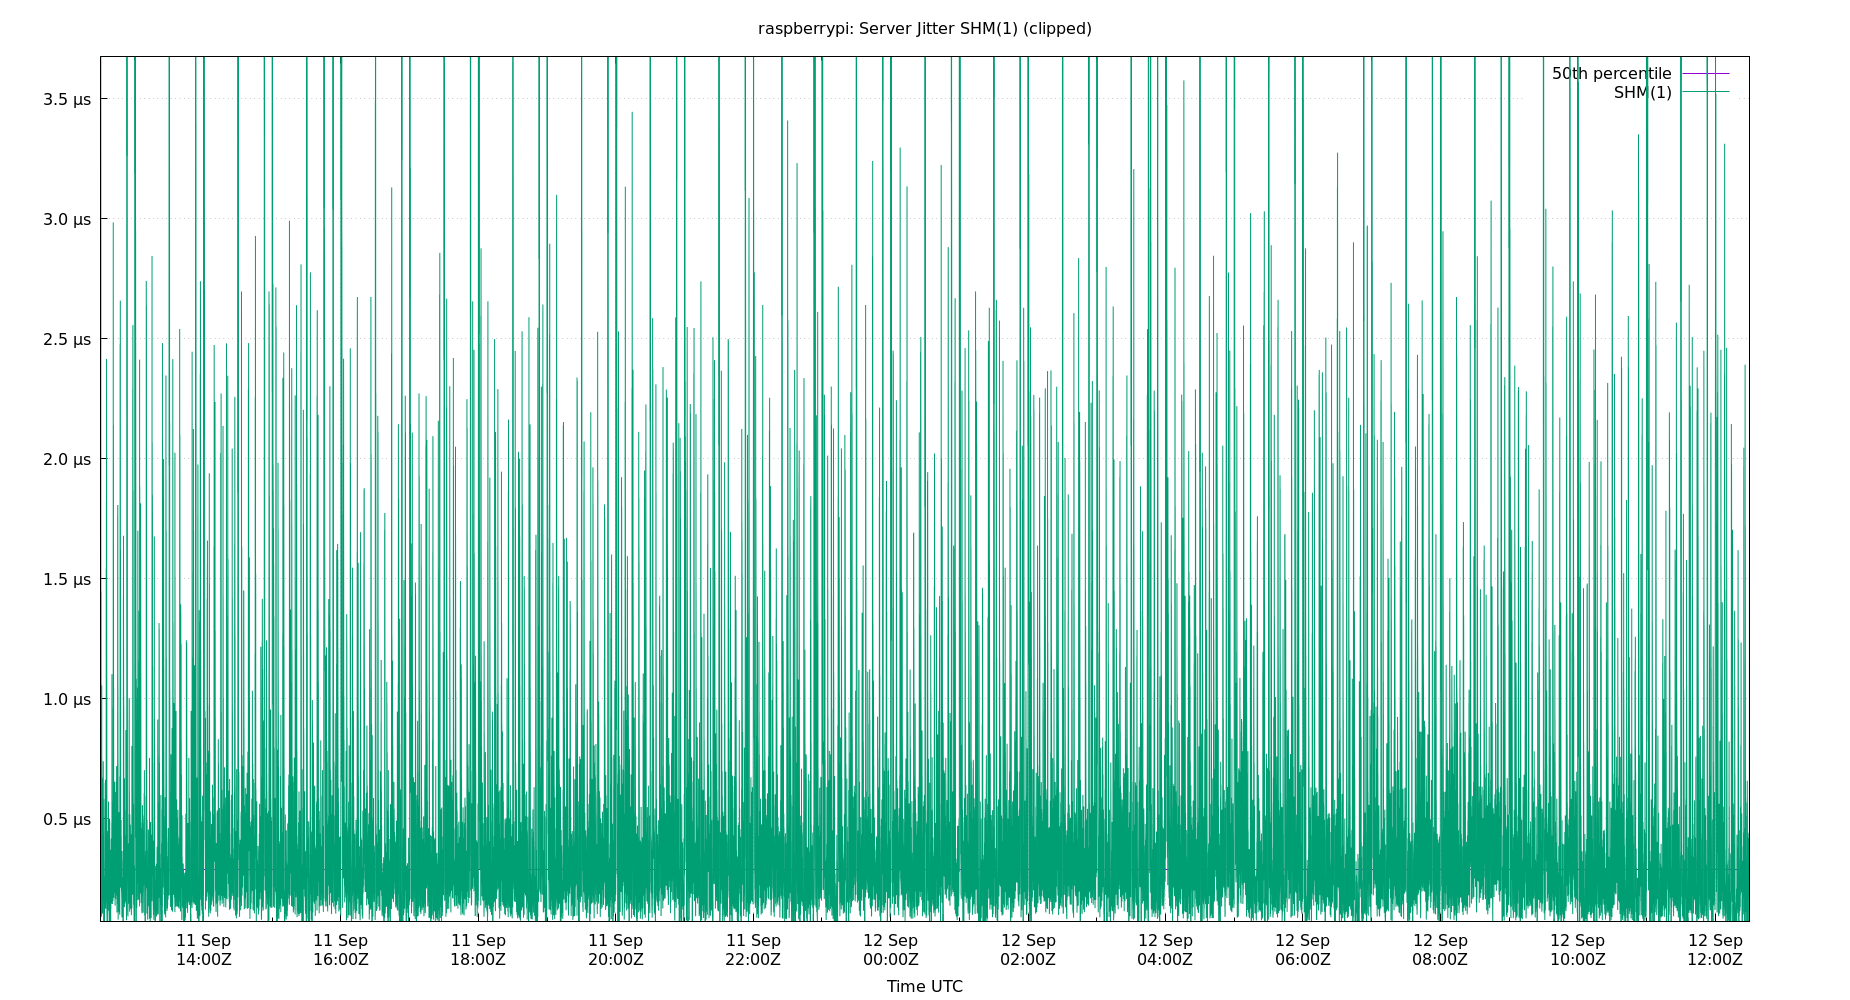 raspberrypi: Server Jitter SHM(1) (clipped)
50th percentile
SHM(1)
3.5 µs
3.0 µs
2.5 µs
2.0 µs
1.5 µs
1.0 µs
0.5 µs
11 Sep 11 Sep 11 Sep 11 Sep 11 Sep 12 Sep 12 Sep 12 Sep 12 Sep 12 Sep 12 Sep 12 Sep
14:00Z 16:00Z 18:00Z 20:00Z 22:00Z 00:00Z 02:00Z 04:00Z 06:00Z 08:00Z 10:00Z 12:00Z
Time UTC